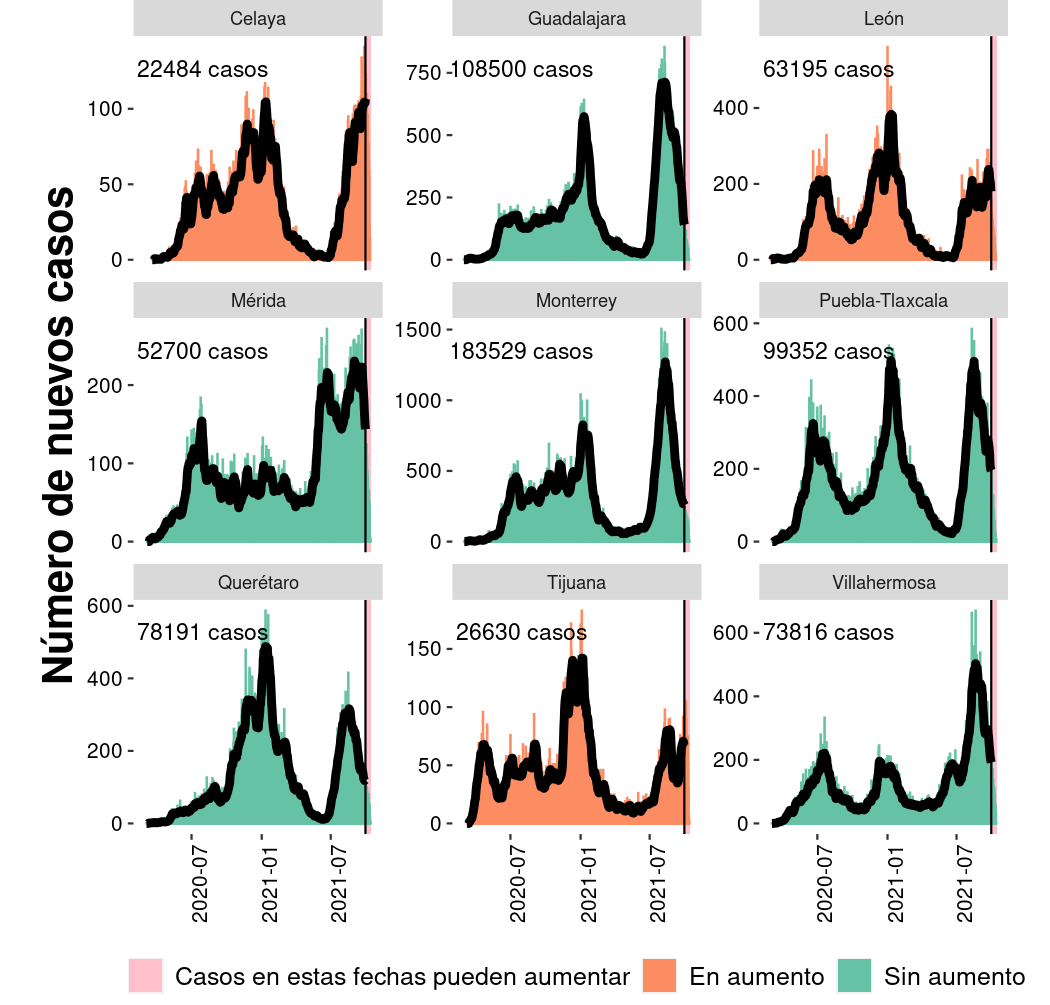 Número de nuevos casos
Celaya
Guadalajara
León
22484 casos
108500 casos
63195 casos
100
50
0
750
500
250
0
400
200
0
Mérida
Monterrey
Puebla-Tlaxcala
52700 casos
183529 casos
99352 casos
200
100
0
1500
1000
500
0
600
400
200
0
Querétaro
Tijuana
Villahermosa
78191 casos
26630 casos
73816 casos
600
400
200
0
150
100
50
0
600
400
200
0
2020-07
2021-01
2021-07
2020-07
2021-01
2021-07
2020-07
2021-01
2021-07
Casos en estas fechas pueden aumentar
En aumento
Sin aumento